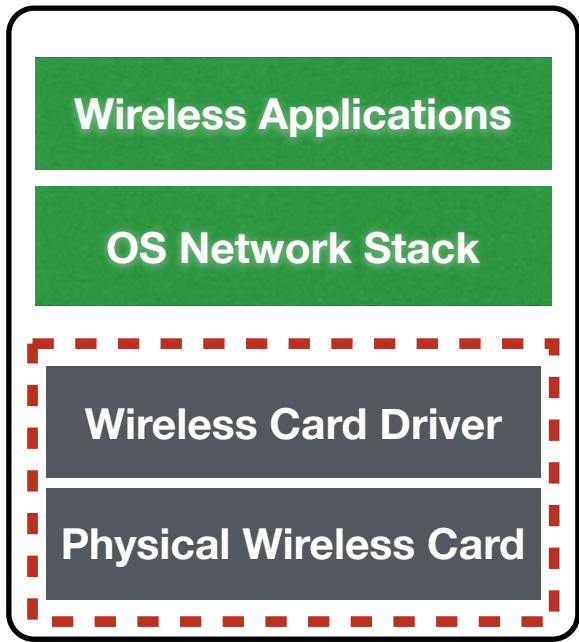 Wireless Applications
OS Network Stack
Wireless Card Driver
Physical Wireless Card